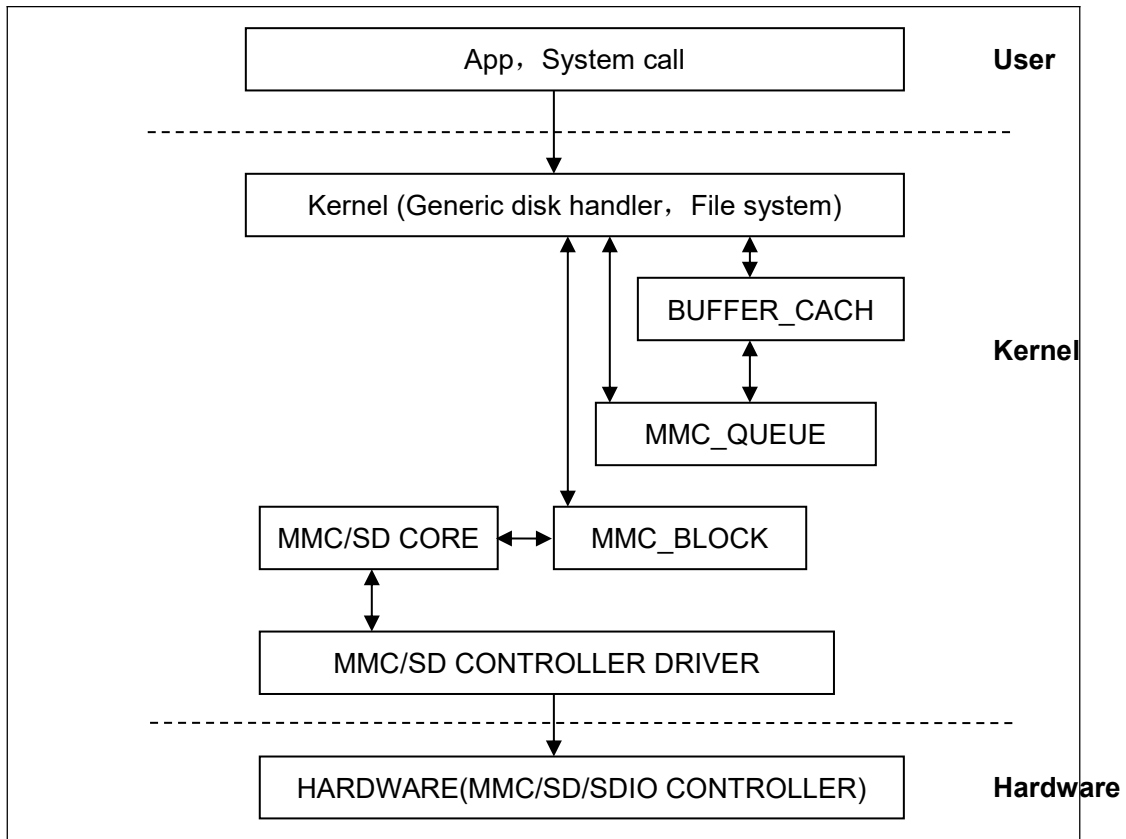 App，System call
User
Kernel (Generic disk handler，File system)
BUFFER_CACH
Kernel
MMC_QUEUE
MMC/SD CORE
MMC_BLOCK
MMC/SD CONTROLLER DRIVER
HARDWARE(MMC/SD/SDIO CONTROLLER)
Hardware